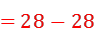 = 28 − 28